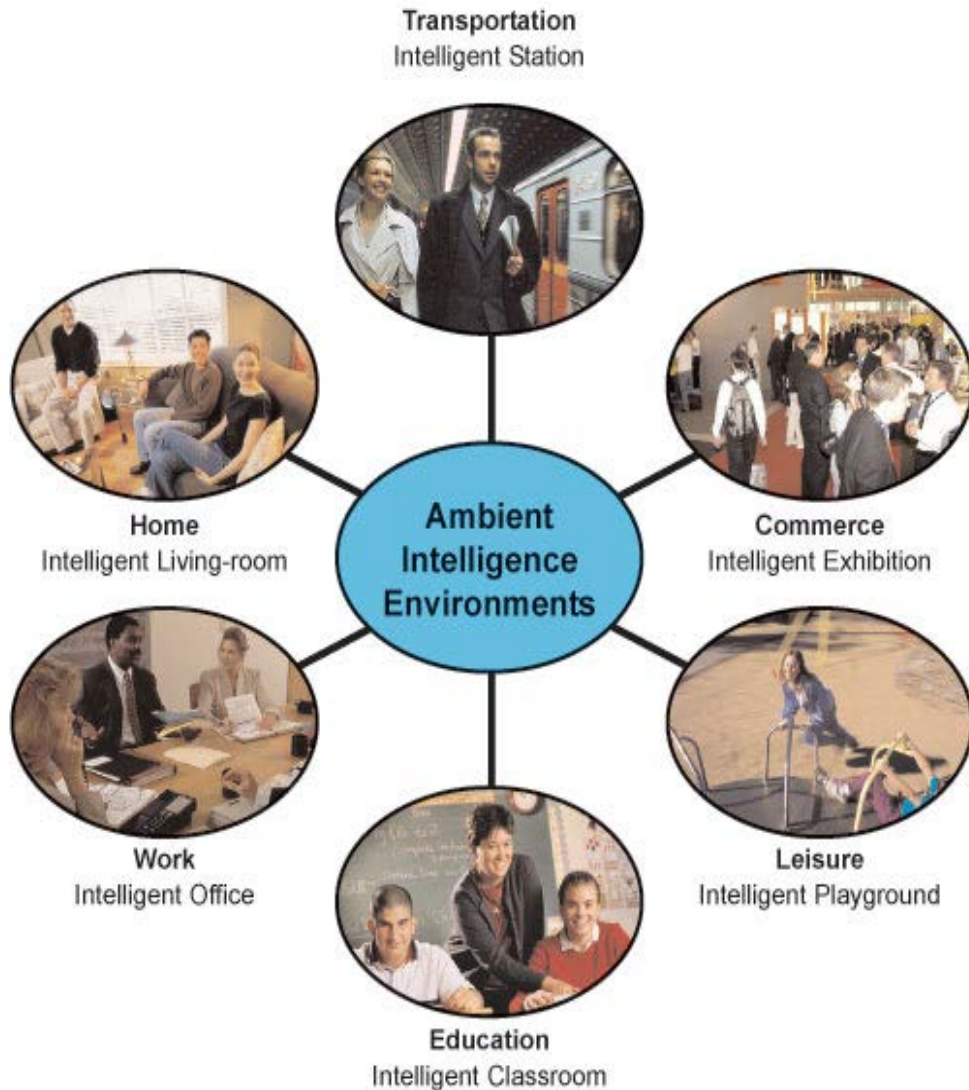 Transportation
Intelligent Station
Home
Intelligent Living-room
Commerce
Intelligent Exhibition
Ambient
Intelligence
Environments
Work
Intelligent Office
Leisure
Intelligent Playground
Education
Intelligent Classroom